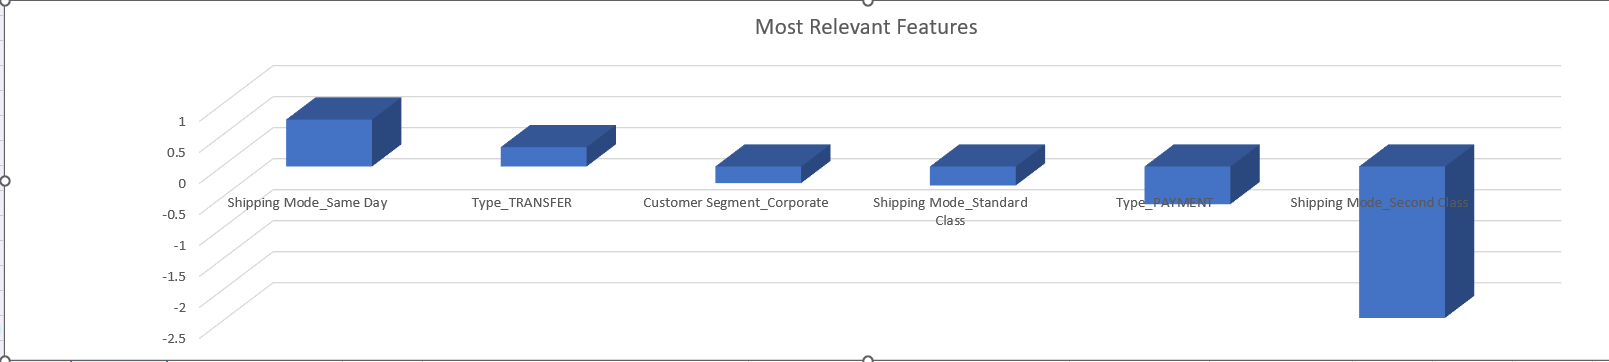 Most Relevant Features
1
0.5
0
-0.5
-1
-1.5
-2
-2.5
Shipping Mode_Same Day
Type_TRANSFER
Customer Segment_Corporate
Shipping Mode_Standard
Class
Type_PAYMENT
Shipping Mode_Second Class